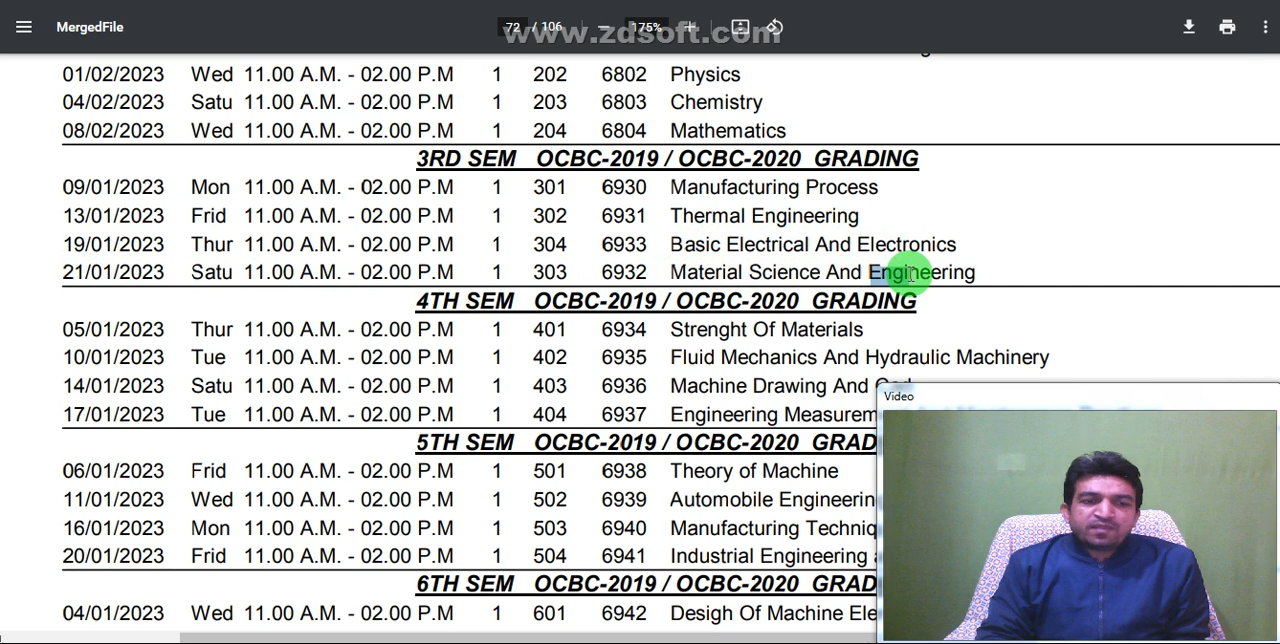 MergedFile
72 / 106
175%
www.zdsoft.com
01/02/2023 Wed 11.00 A.M. - 02.00 P.M 1 202 6802 Physics
04/02/2023 Satu 11.00 A.M. - 02.00 P.M 1 203 6803 Chemistry
08/02/2023 Wed 11.00 A.M. - 02.00 P.M 1 204 6804 Mathematics
3RD SEM OCBC-2019 / OCBC-2020 GRADING
09/01/2023 Mon 11.00 A.M. - 02.00 P.M 1 301 6930 Manufacturing Process
13/01/2023 Frid 11.00 A.M. - 02.00 P.M 1 302 6931 Thermal Engineering
19/01/2023 Thur 11.00 A.M. - 02.00 P.M 1 304 6933 Basic Electrical And Electronics
21/01/2023 Satu 11.00 A.M. - 02.00 P.M 1 303 6932 Material Science And Engineering
4TH SEM OCBC-2019 / OCBC-2020 GRADING
05/01/2023 Thur 11.00 A.M. - 02.00 P.M 1 401 6934 Strenght Of Materials
10/01/2023 Tue 11.00 A.M. - 02.00 P.M 1 402 6935 Fluid Mechanics And Hydraulic Machinery
14/01/2023 Satu 11.00 A.M. - 02.00 P.M 1 403 6936 Machine Drawing And
17/01/2023 Tue 11.00 A.M. - 02.00 P.M 1 404 6937 Engineering Measurem
Video
5TH SEM OCBC-2019 / OCBC-2020 GRAD
06/01/2023 Frid 11.00 A.M. - 02.00 P.M 1 501 6938 Theory of Machine
11/01/2023 Wed 11.00 A.M. - 02.00 P.M 1 502 6939 Automobile Engineerin
16/01/2023 Mon 11.00 A.M. - 02.00 P.M 1 503 6940 Manufacturing Techniq
20/01/2023 Frid 11.00 A.M. - 02.00 P.M 1 504 6941 Industrial Engineering
6TH SEM OCBC-2019 / OCBC-2020 GRAD
04/01/2023 Wed 11.00 A.M. - 02.00 P.M 1 601 6942 Desigh Of Machine Ele